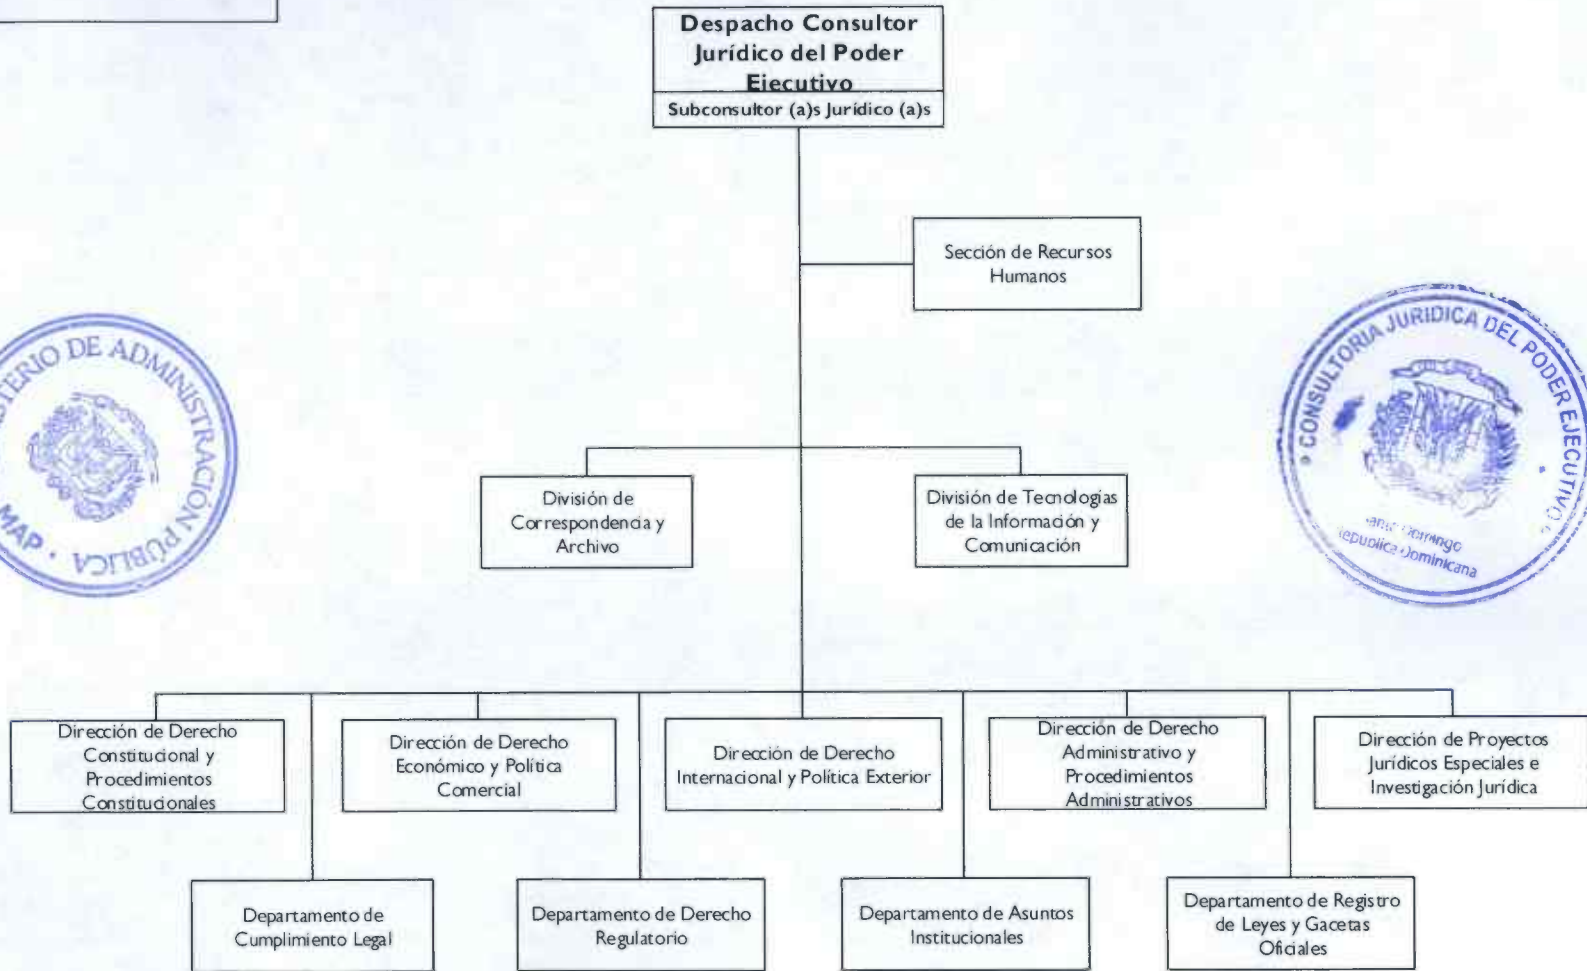 Despacho Consultor
Jurídico del Poder
Ejecutivo
Subconsultor (a)s Jurídico (a)s
Sección de Recursos
Humanos
MINISTERIO DE ADMINISTRACIÓN PÚBLICA
MAP
CONSULTORIA JURIDICA DEL PODER EJECUTIVO
Domingo
Republica Dominicana
División de
Correspondencia y
Archivo
División de Tecnologías
de la Información y
Comunicación
Dirección de Derecho
Constitucional y
Procedimientos
Constitucionales
Dirección de Derecho
Económico y Política
Comercial
Dirección de Derecho
Internacional y Política Exterior
Dirección de Derecho
Administrativo y
Procedimientos
Administrativos
Dirección de Proyectos
Jurídicos Especiales e
Investigación Jurídica
Departamento de
Cumplimiento Legal
Departamento de Derecho
Regulatorio
Departamento de Asuntos
Institucionales
Departamento de Registro
de Leyes y Gacetas
Oficiales